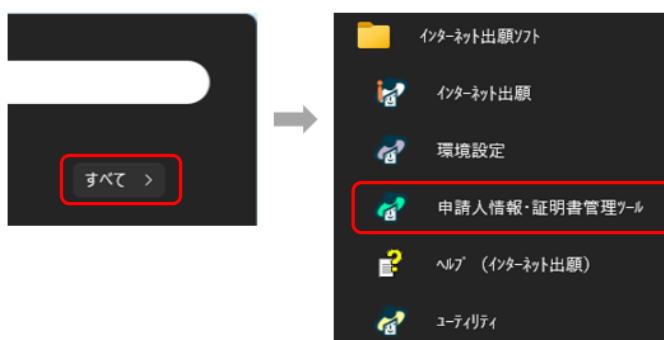 すべて
インターネット出願ソフト
インターネット出願
環境設定
申請人情報・証明書管理ツール
ヘルプ （インターネット出願）
ユーティリティ